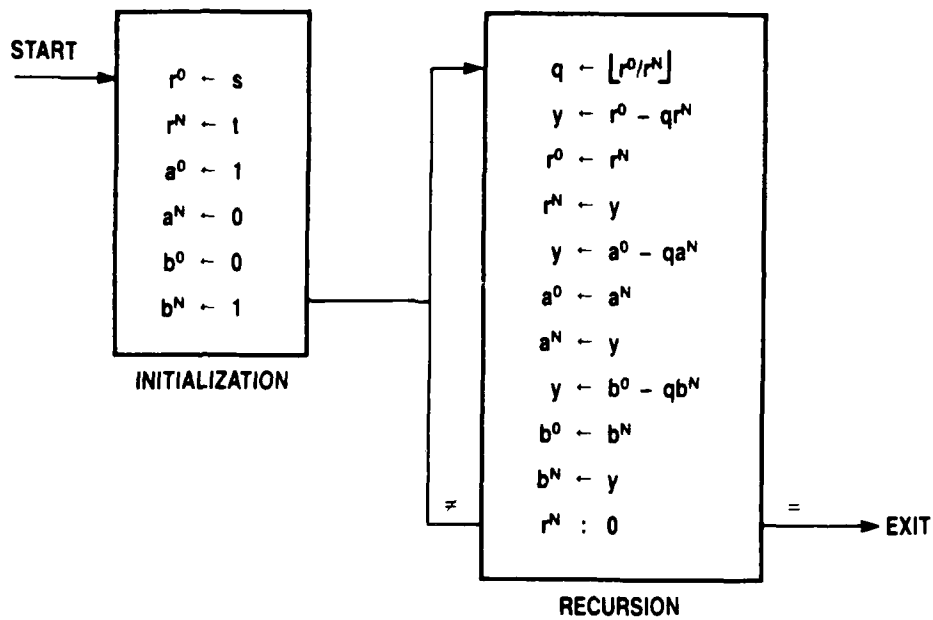 START
r⁰ ← s
rᴺ ← t
a⁰ ← 1
aᴺ ← 0
b⁰ ← 0
bᴺ ← 1
INITIALIZATION
q ← ⌊r⁰/rᴺ⌋
y ← r⁰ – qrᴺ
r⁰ ← rᴺ
rᴺ ← y
y ← a⁰ – qaᴺ
a⁰ ← aᴺ
aᴺ ← y
y ← b⁰ – qbᴺ
b⁰ ← bᴺ
bᴺ ← y
rᴺ : 0
≠
=
EXIT
RECURSION